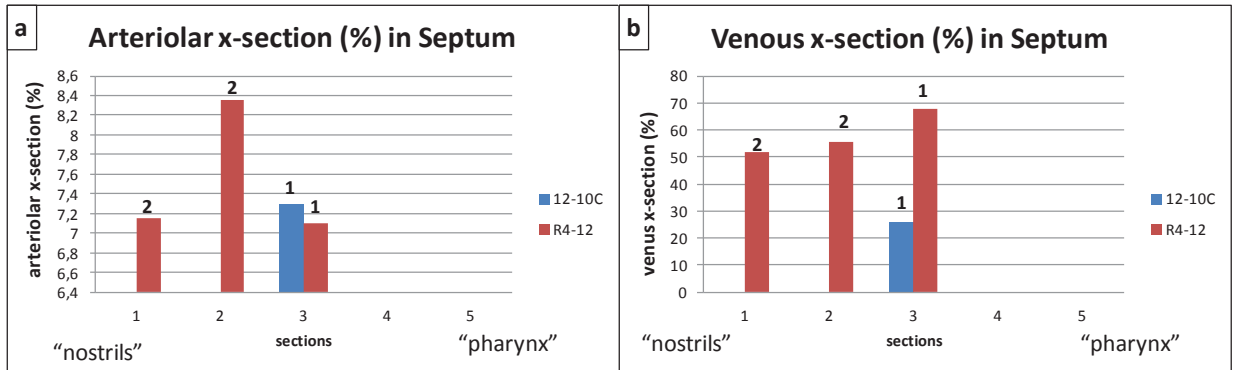 a
Arteriolar x-section (%) in Septum
arteriolar x-section (%)
8,6
8,4
8,2
8
7,8
7,6
7,4
7,2
7
6,8
6,6
6,4
2
2
1
1
1 2 3 4 5
sections
"nostrils"
"pharynx"
12-10C
R4-12
b
Venous x-section (%) in Septum
venus x-section (%)
80
70
60
50
40
30
20
10
0
2
2
1
1
1 2 3 4 5
sections
"nostrils"
"pharynx"
12-10C
R4-12